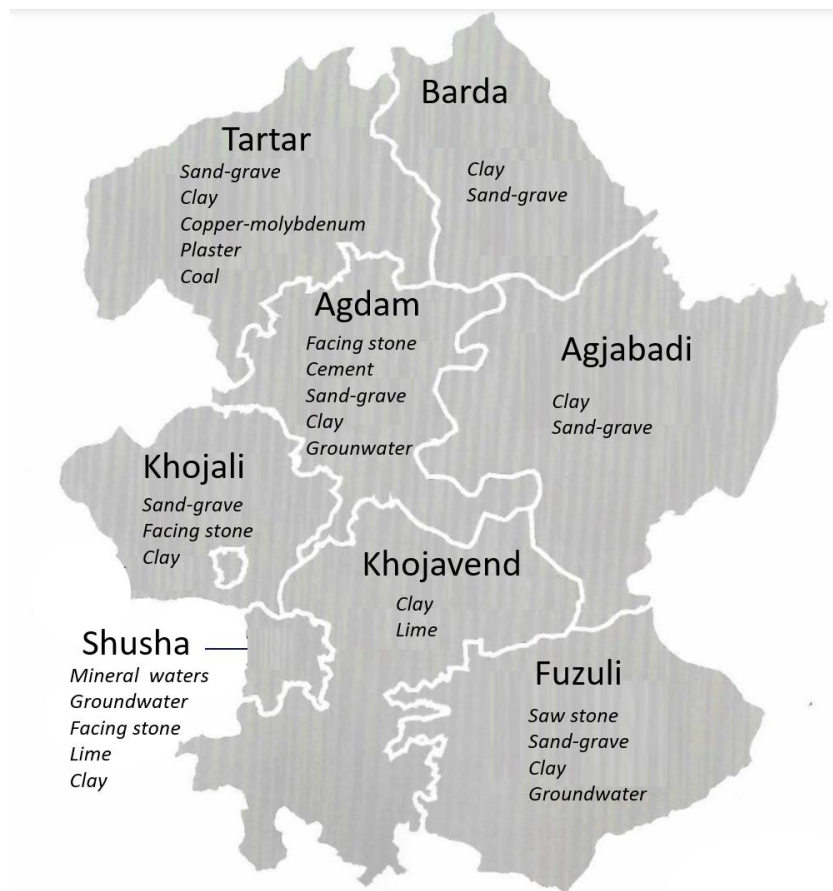 Barda
Clay
Sand-grave
Tartar
Sand-grave
Clay
Copper-molybdenum
Plaster
Coal
Agdam
Facing stone
Cement
Sand-grave
Clay
Grounwater
Agjabadi
Clay
Sand-grave
Khojali
Sand-grave
Facing stone
Clay
Khojavend
Clay
Lime
Shusha
Mineral waters
Groundwater
Facing stone
Lime
Clay
Fuzuli
Saw stone
Sand-grave
Clay
Groundwater